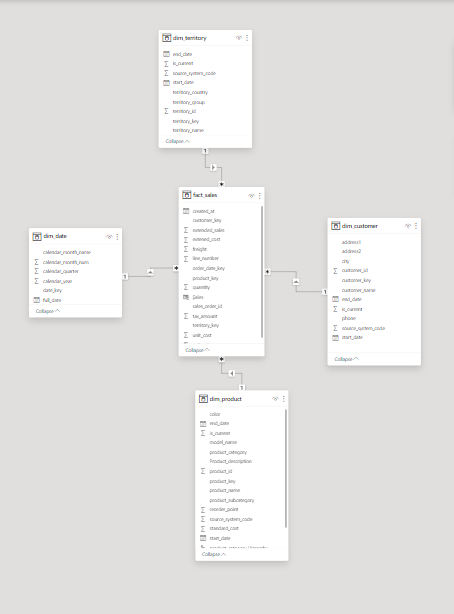 dim_territory
end_date
is_current
source_system_code
start_date
territory_country
territory_group
territory_id
territory_key
territory_name
Collapse
1
*
fact_sales
created_at
customer_key
extended_sales
extened_cost
freight
line_number
order_date_key
product_key
quantity
Sales
sales_order_id
tax_amount
territory_key
unit_cost
Collapse
dim_date
calendar_month_name
calendar_month_num
calendar_quarter
calendar_year
date_key
full_date
Collapse
1
*
dim_customer
address1
address2
city
customer_id
customer_key
customer_name
end_date
is_current
phone
source_system_code
start_date
Collapse
*
1
*
1
dim_product
color
end_date
is_current
model_name
product_category
Product_description
product_id
product_key
product_name
product_subcategory
reorder_point
source_system_code
standard_cost
start_date
Collapse